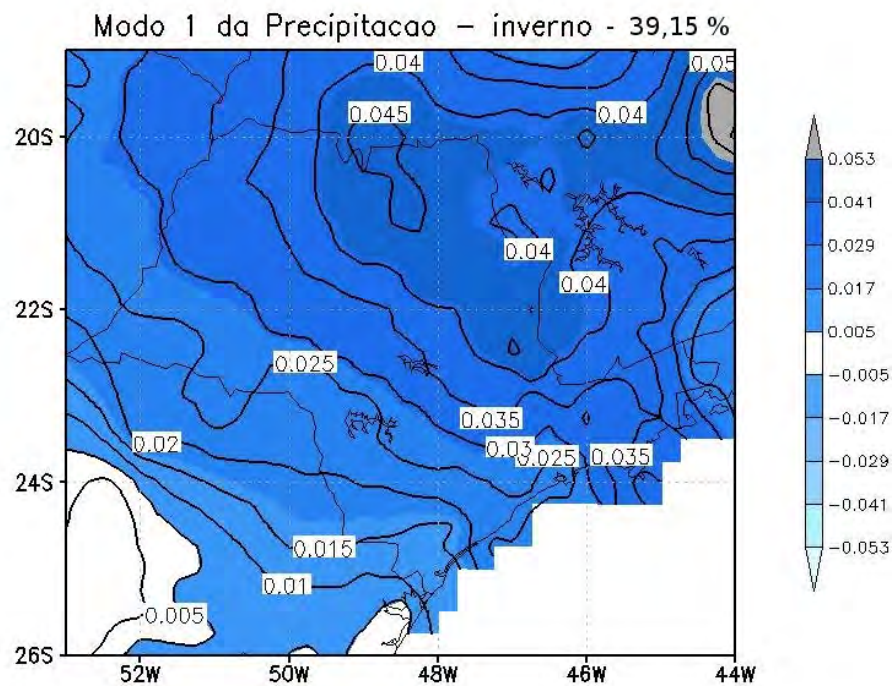 Modo 1 da Precipitacao – inverno - 39,15 %
0.04
0.05
0.045
0.04
20S
0.053
0.041
0.04
0.029
0.04
0.017
22S
0.005
0.025
-0.005
0.035
-0.017
0.02
0.03
0.025
0.035
-0.029
24S
-0.041
0.015
-0.053
0.01
0.005
26S
52W
50W
48W
46W
44W